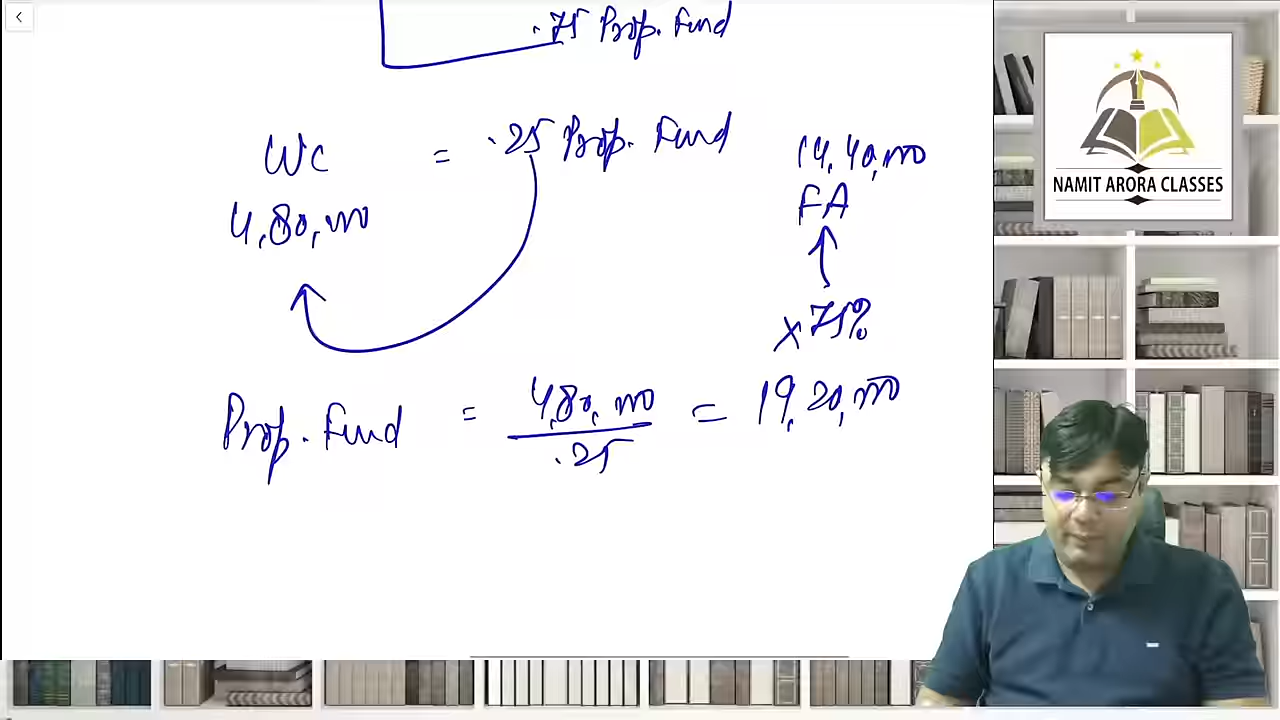 .75 Prop. Fund
WC = .25 Prop. Fund
4,80,000
14,40,000
FA
x 75%
Prop. Fund = 4,80,000 / .25 = 19,20,000
NAMIT ARORA CLASSES